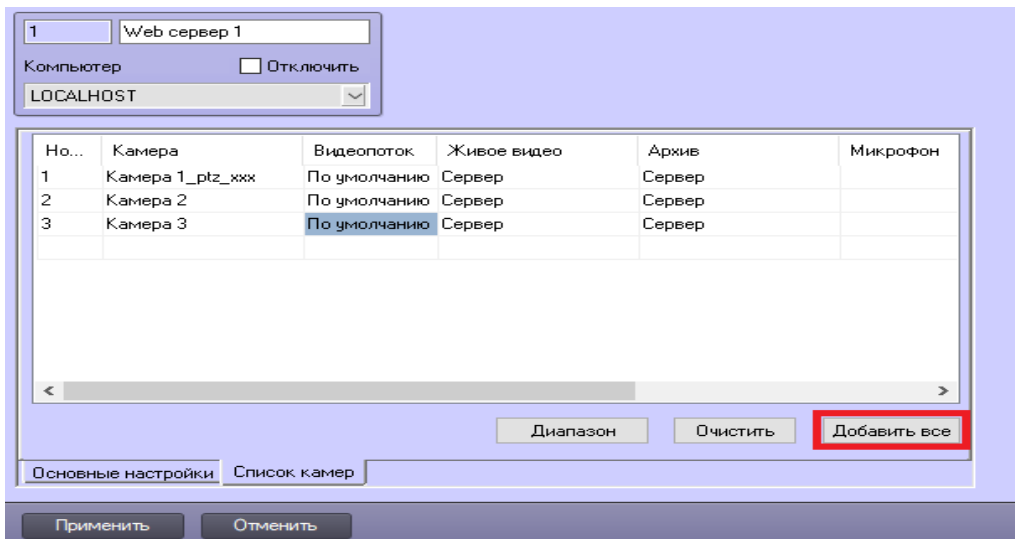 1 Web сервер 1
Компьютер Отключить
LOCALHOST
Но... Камера Видеопоток Живое видео Архив Микрофон
1 Камера 1_ptz_xxx По умолчанию Сервер Сервер
2 Камера 2 По умолчанию Сервер Сервер
3 Камера 3 По умолчанию Сервер Сервер
Диапазон Очистить Добавить все
Основные настройки Список камер
Применить Отменить